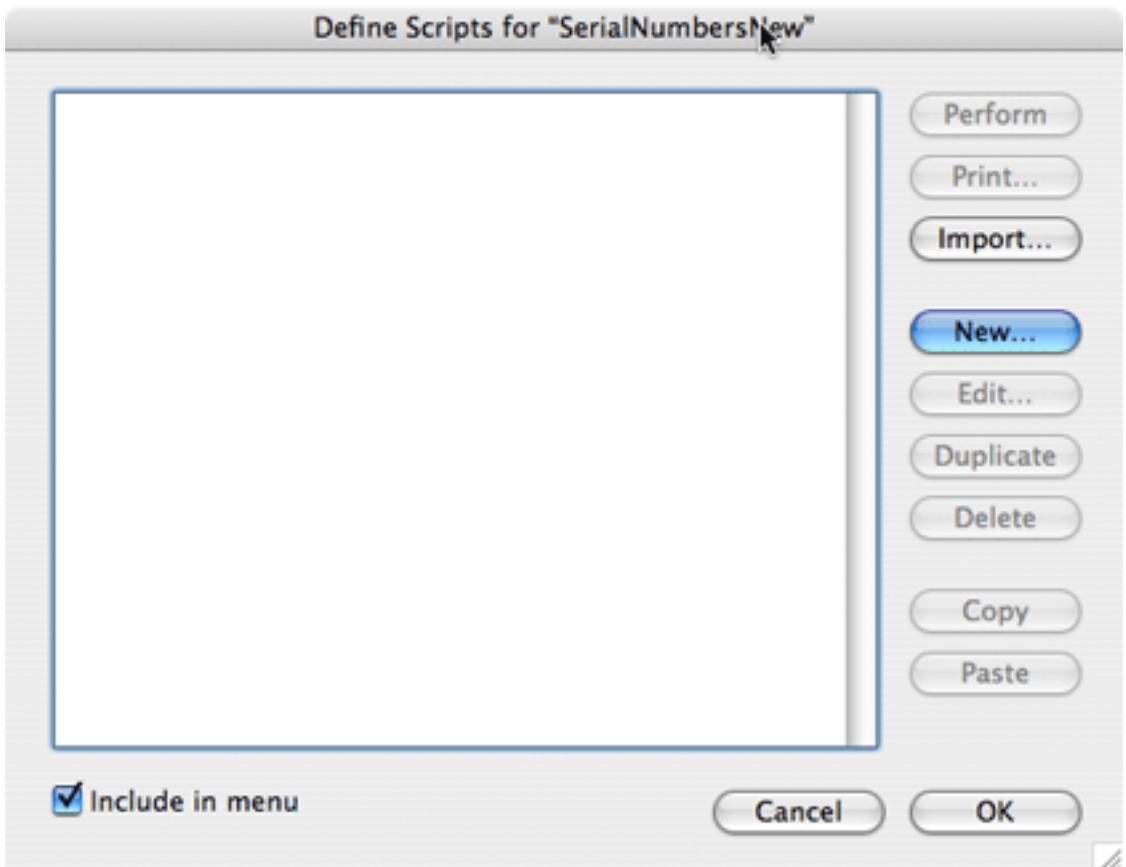 Define Scripts for “SerialNumbersNew”
Perform
Print...
Import...
New...
Edit...
Duplicate
Delete
Copy
Paste
Include in menu
Cancel
OK